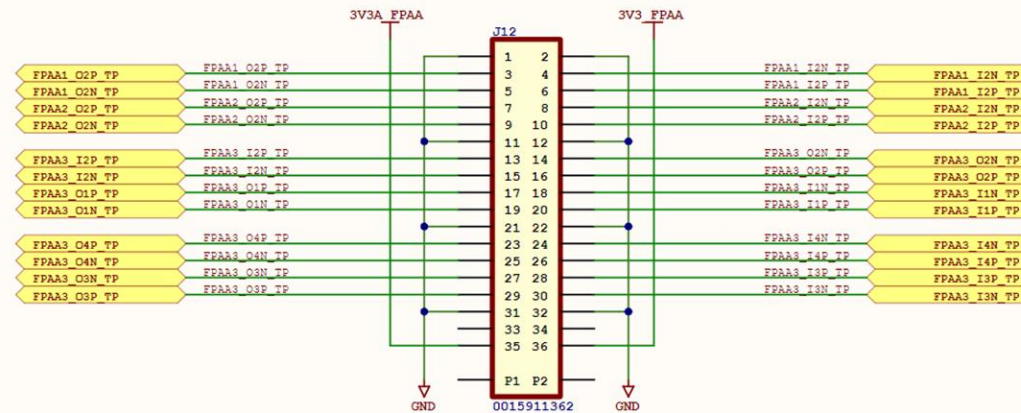 3V3A_FPAA 3V3_FPAA
J12
1 2
FPAA1_O2P_TP FPAA1_O2P_TP 3 4 FPAA1_I2N_TP FPAA1_I2N_TP
FPAA1_O2N_TP FPAA1_O2N_TP 5 6 FPAA1_I2P_TP FPAA1_I2P_TP
FPAA2_O2P_TP FPAA2_O2P_TP 7 8 FPAA2_I2N_TP FPAA2_I2N_TP
FPAA2_O2N_TP FPAA2_O2N_TP 9 10 FPAA2_I2P_TP FPAA2_I2P_TP
11 12
FPAA3_I2P_TP FPAA3_I2P_TP 13 14 FPAA3_O2N_TP FPAA3_O2N_TP
FPAA3_I2N_TP FPAA3_I2N_TP 15 16 FPAA3_O2P_TP FPAA3_O2P_TP
FPAA3_O1P_TP FPAA3_O1P_TP 17 18 FPAA3_I1N_TP FPAA3_I1N_TP
FPAA3_O1N_TP FPAA3_O1N_TP 19 20 FPAA3_I1P_TP FPAA3_I1P_TP
21 22
FPAA3_O4P_TP FPAA3_O4P_TP 23 24 FPAA3_I4N_TP FPAA3_I4N_TP
FPAA3_O4N_TP FPAA3_O4N_TP 25 26 FPAA3_I4P_TP FPAA3_I4P_TP
FPAA3_O3N_TP FPAA3_O3N_TP 27 28 FPAA3_I3P_TP FPAA3_I3P_TP
FPAA3_O3P_TP FPAA3_O3P_TP 29 30 FPAA3_I3N_TP FPAA3_I3N_TP
31 32
33 34
35 36
P1 P2
GND 0015911362 GND